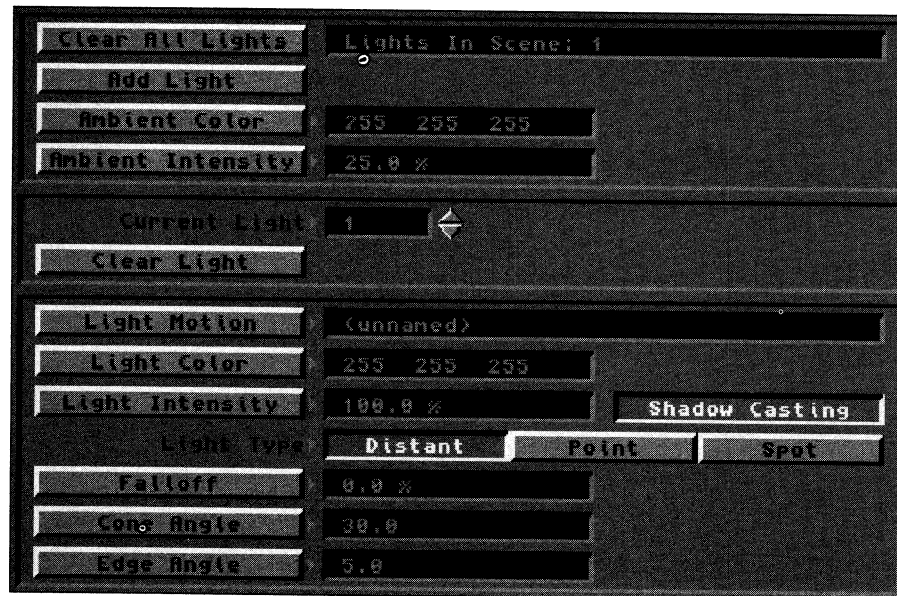 Clear All Lights Lights In Scene: 1
Add Light
Ambient Color 255 255 255
Ambient Intensity 25.0 %
Current Light 1
Clear Light
Light Motion (unnamed)
Light Color 255 255 255
Light Intensity 100.0 % Shadow Casting
Light Type Distant Point Spot
Falloff 0.0 %
Cone Angle 30.0
Edge Angle 5.0